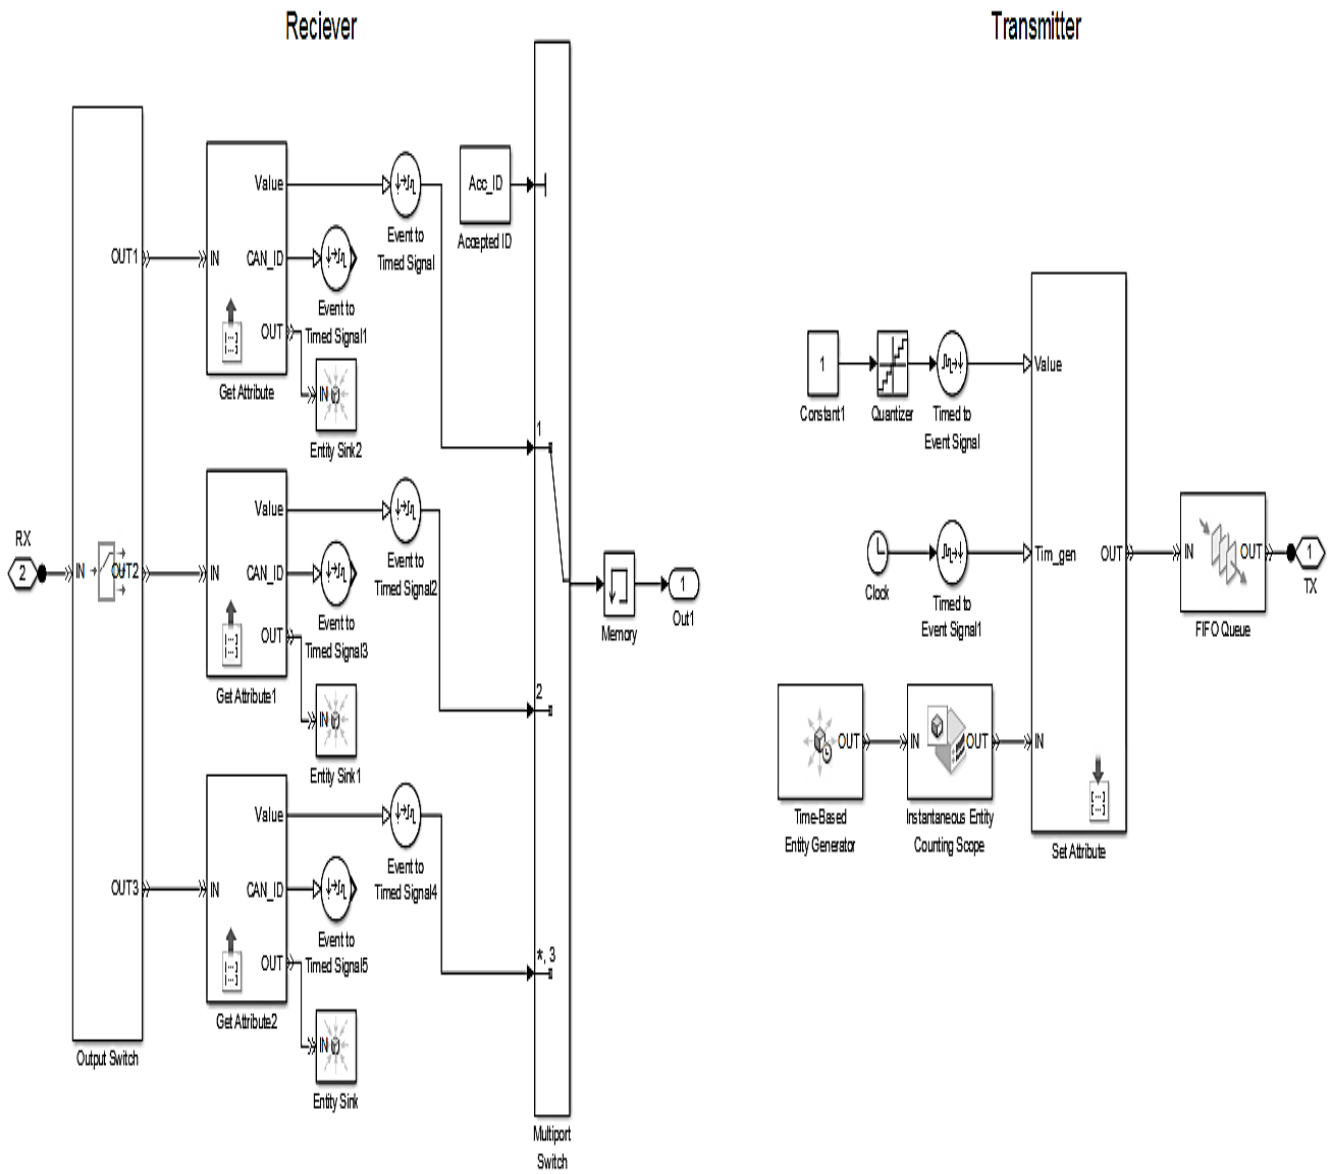 Reciever
Transmitter
Value
Acc_ID
Accepted ID
Event to
Timed Signal
OUT1
IN
CAN_ID
Event to
Timed Signal1
OUT
Get Attribute
IN
Entity Sink2
1
Value
Event to
Timed Signal2
RX
2
IN
OUT2
IN
CAN_ID
Event to
Timed Signal3
OUT
Get Attribute1
IN
Entity Sink1
2
Memory
1
Out1
Value
Event to
Timed Signal4
OUT3
IN
CAN_ID
Event to
Timed Signal5
OUT
Get Attribute2
IN
Entity Sink
*, 3
Output Switch
Multiport
Switch
1
Constant1
Quantizer
Timed to
Event Signal
Value
Clock
Timed to
Event Signal1
Tim_gen
OUT
IN
OUT
FIFO Queue
1
TX
OUT
Time-Based
Entity Generator
IN
OUT
Instantaneous Entity
Counting Scope
IN
Set Attribute